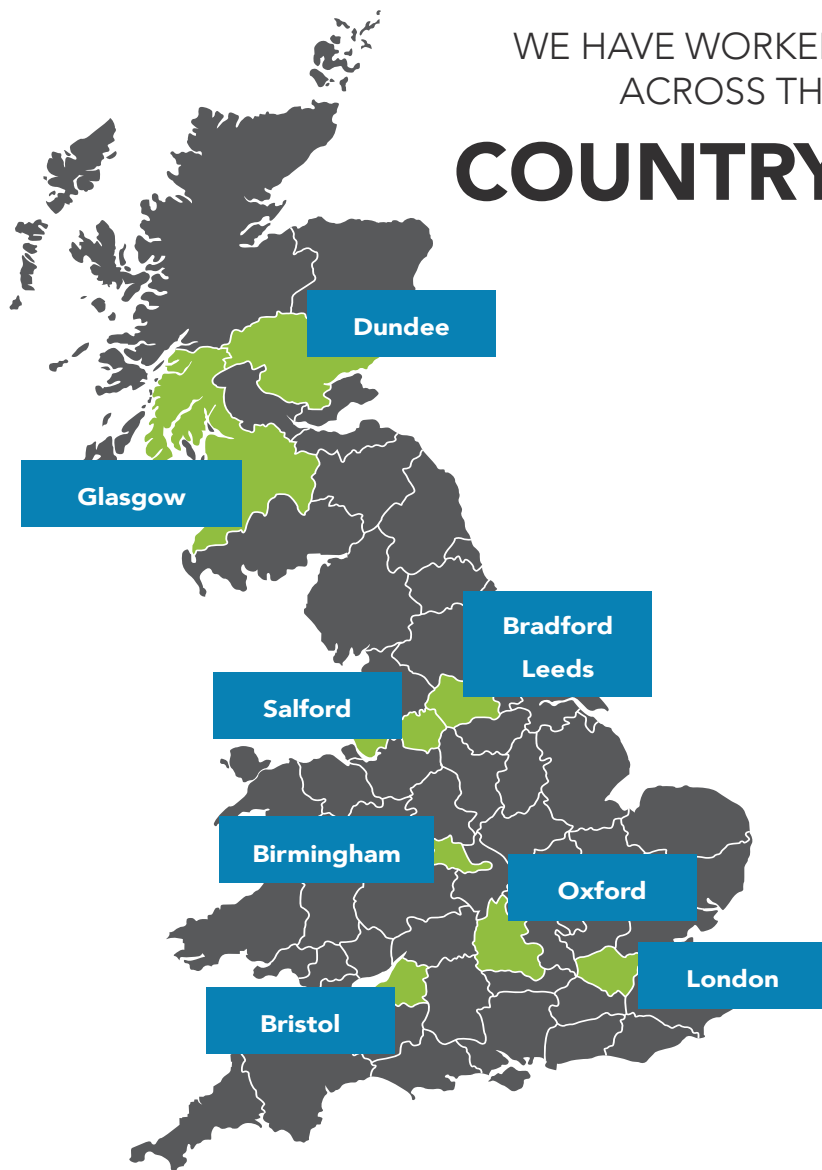 WE HAVE WORKE
ACROSS TH
COUNTRY
Dundee
Glasgow
Bradford
Leeds
Salford
Birmingham
Oxford
London
Bristol